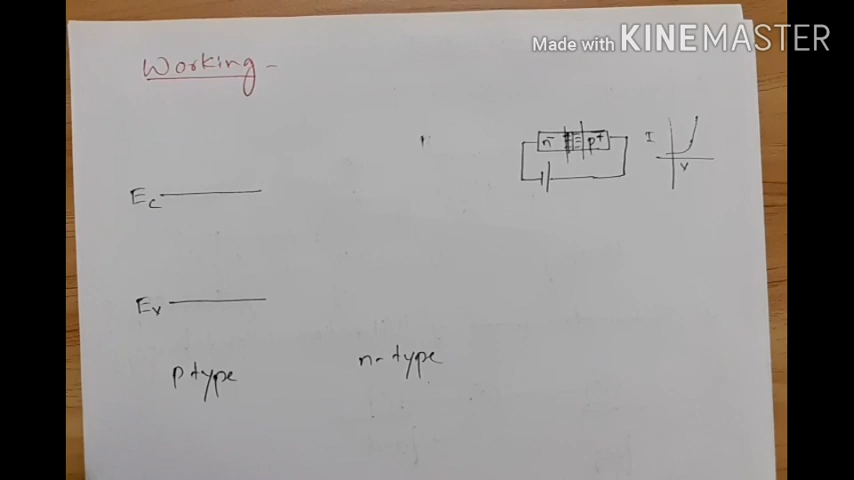 Made with KINEMASTER
Working -
n- p+
I
V
Ec
Ev
p type
n-type